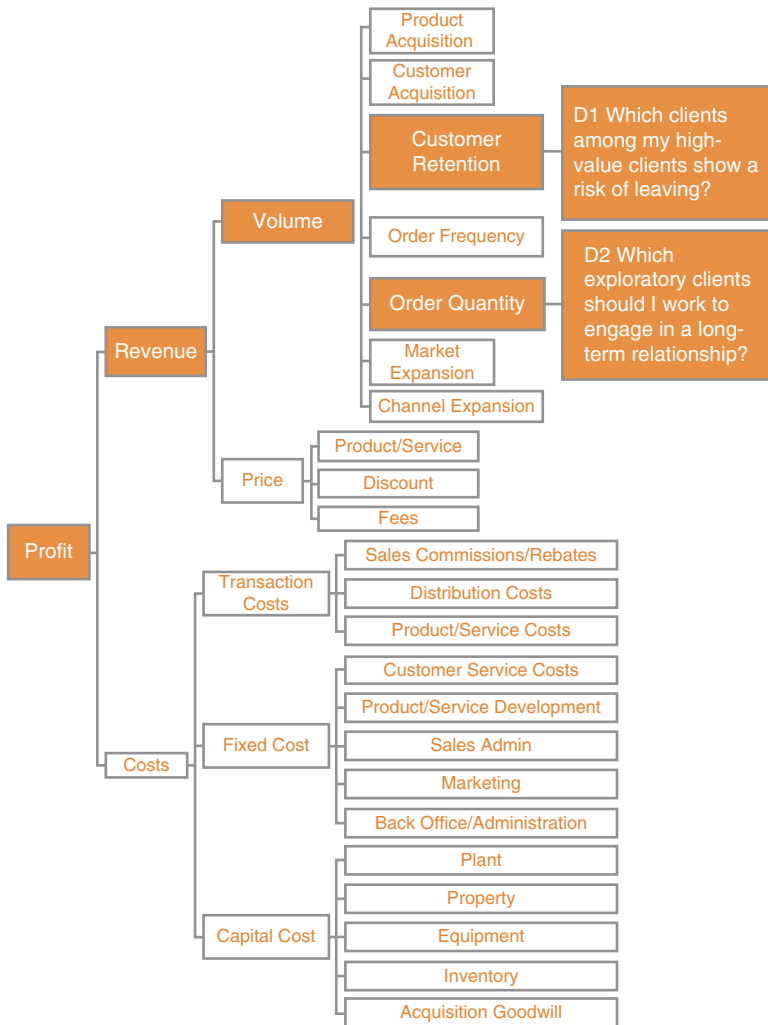 Product
Acquisition
Customer
Acquisition
Customer
Retention
D1 Which clients
among my high-
value clients show a
risk of leaving?
Volume
Order Frequency
Order Quantity
D2 Which
exploratory clients
should I work to
engage in a long-
term relationship?
Revenue
Market
Expansion
Channel Expansion
Price
Product/Service
Discount
Fees
Profit
Transaction
Costs
Sales Commissions/Rebates
Distribution Costs
Product/Service Costs
Costs
Fixed Cost
Customer Service Costs
Product/Service Development
Sales Admin
Marketing
Back Office/Administration
Capital Cost
Plant
Property
Equipment
Inventory
Acquisition Goodwill